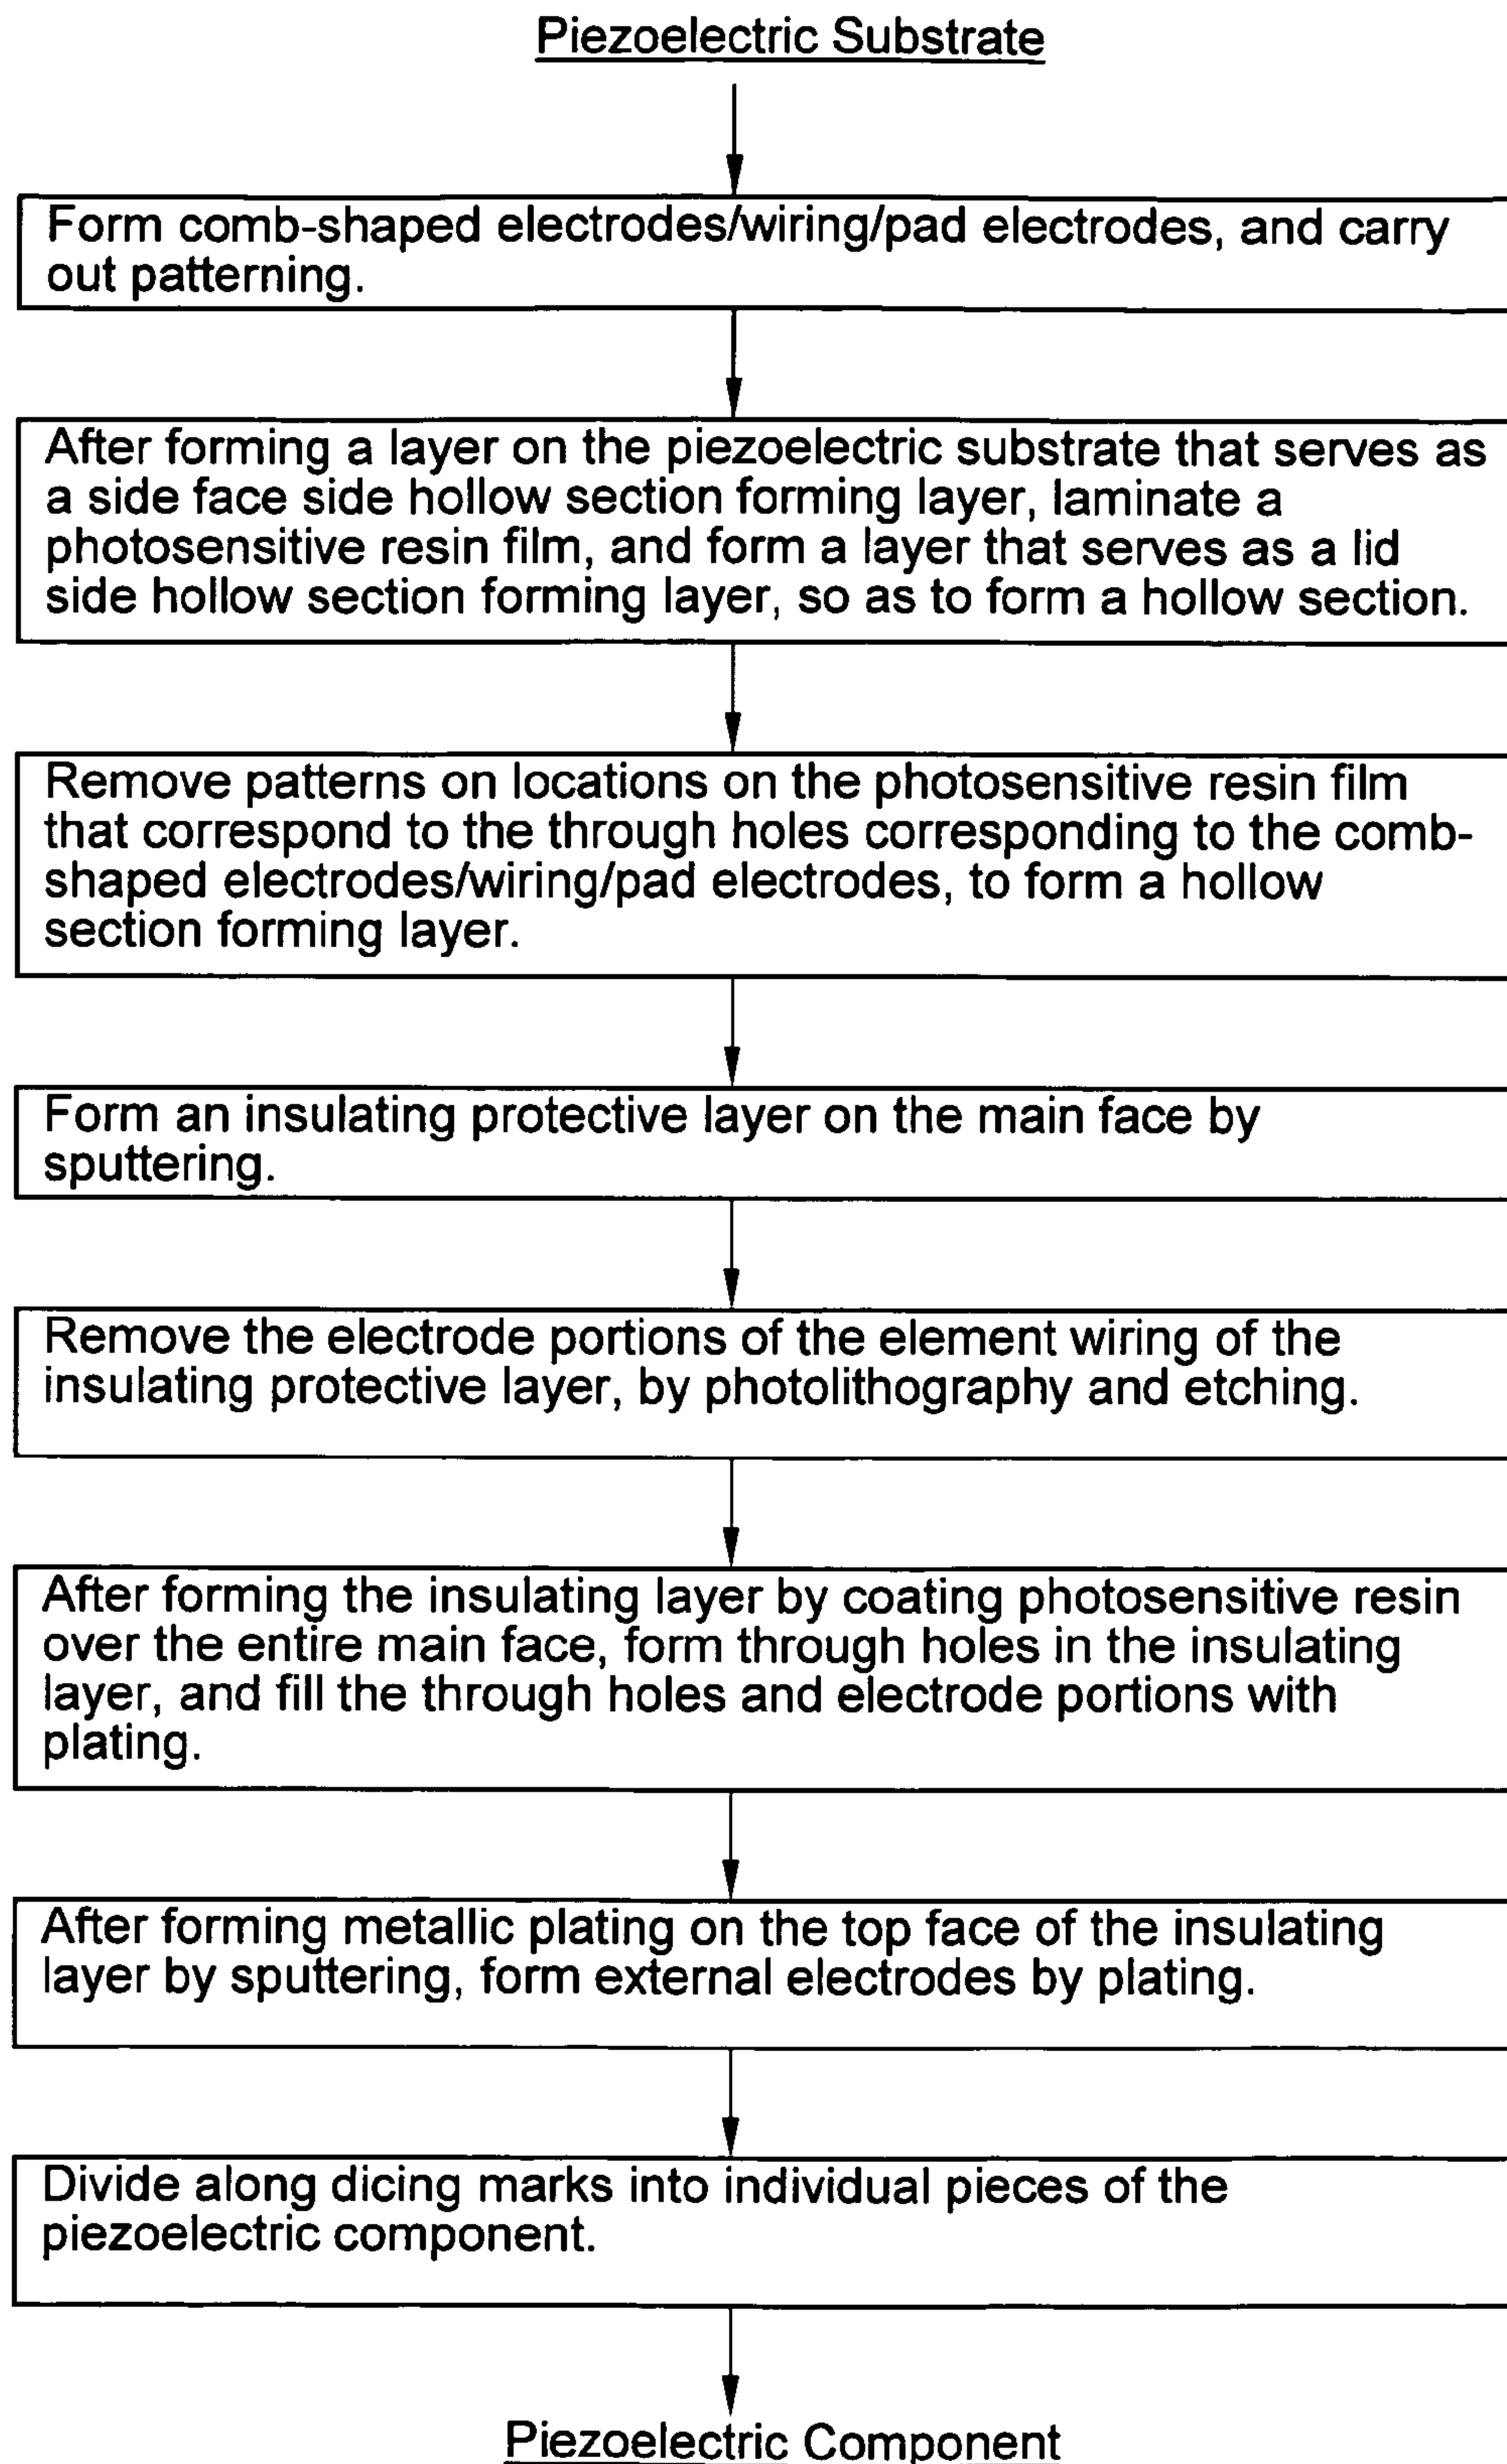 Piezoelectric Substrate
Form comb-shaped electrodes/wiring/pad electrodes, and carry
out patterning.
After forming a layer on the piezoelectric substrate that serves as
a side face side hollow section forming layer, laminate a
photosensitive resin film, and form a layer that serves as a lid
side hollow section forming layer, so as to form a hollow section.
Remove patterns on locations on the photosensitive resin film
that correspond to the through holes corresponding to the comb-
shaped electrodes/wiring/pad electrodes, to form a hollow
section forming layer.
Form an insulating protective layer on the main face by
sputtering.
Remove the electrode portions of the element wiring of the
insulating protective layer, by photolithography and etching.
After forming the insulating layer by coating photosensitive resin
over the entire main face, form through holes in the insulating
layer, and fill the through holes and electrode portions with
plating.
After forming metallic plating on the top face of the insulating
layer by sputtering, form external electrodes by plating.
Divide along dicing marks into individual pieces of the
piezoelectric component.
Piezoelectric Component